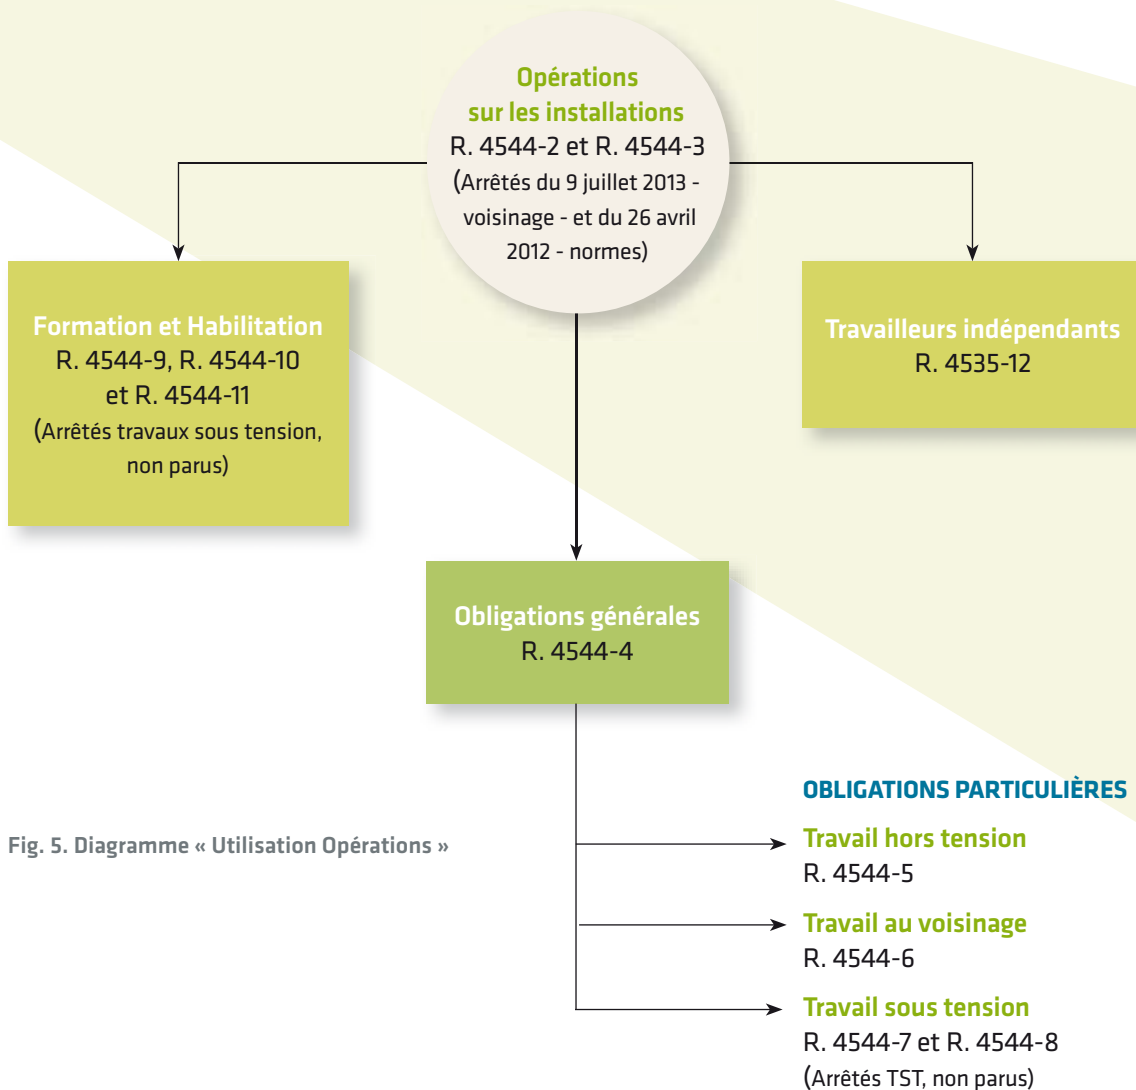 Opérations
sur les installations
R. 4544-2 et R. 4544-3
(Arrêtés du 9 juillet 2013 -
voisinage - et du 26 avril
2012 - normes)
Formation et Habilitation
R. 4544-9, R. 4544-10
et R. 4544-11
(Arrêtés travaux sous tension,
non parus)
Travailleurs indépendants
R. 4535-12
Obligations générales
R. 4544-4
OBLIGATIONS PARTICULIÈRES
Fig. 5. Diagramme « Utilisation Opérations »
Travail hors tension
R. 4544-5
Travail au voisinage
R. 4544-6
Travail sous tension
R. 4544-7 et R. 4544-8
(Arrêtés TST, non parus)